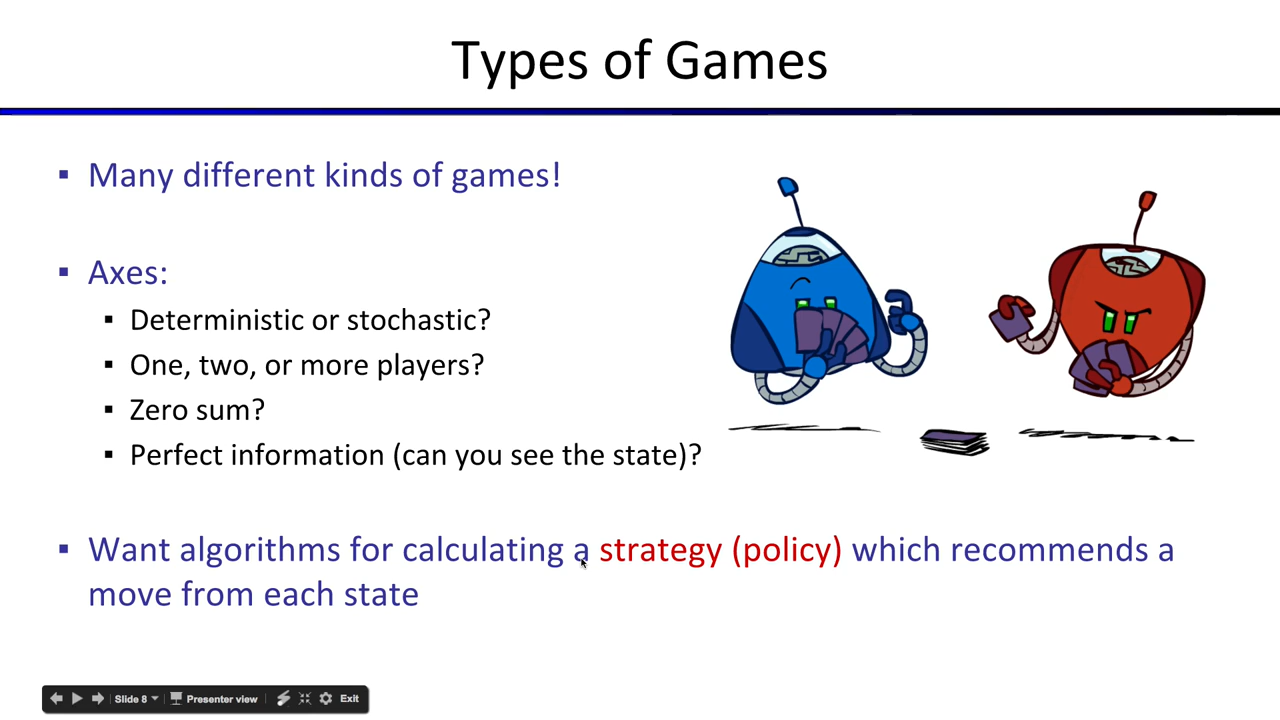 Types of Games
▪ Many different kinds of games!
▪ Axes:
▪ Deterministic or stochastic?
▪ One, two, or more players?
▪ Zero sum?
▪ Perfect information (can you see the state)?
▪ Want algorithms for calculating a strategy (policy) which recommends a
move from each state
Slide 8 Presenter view Exit